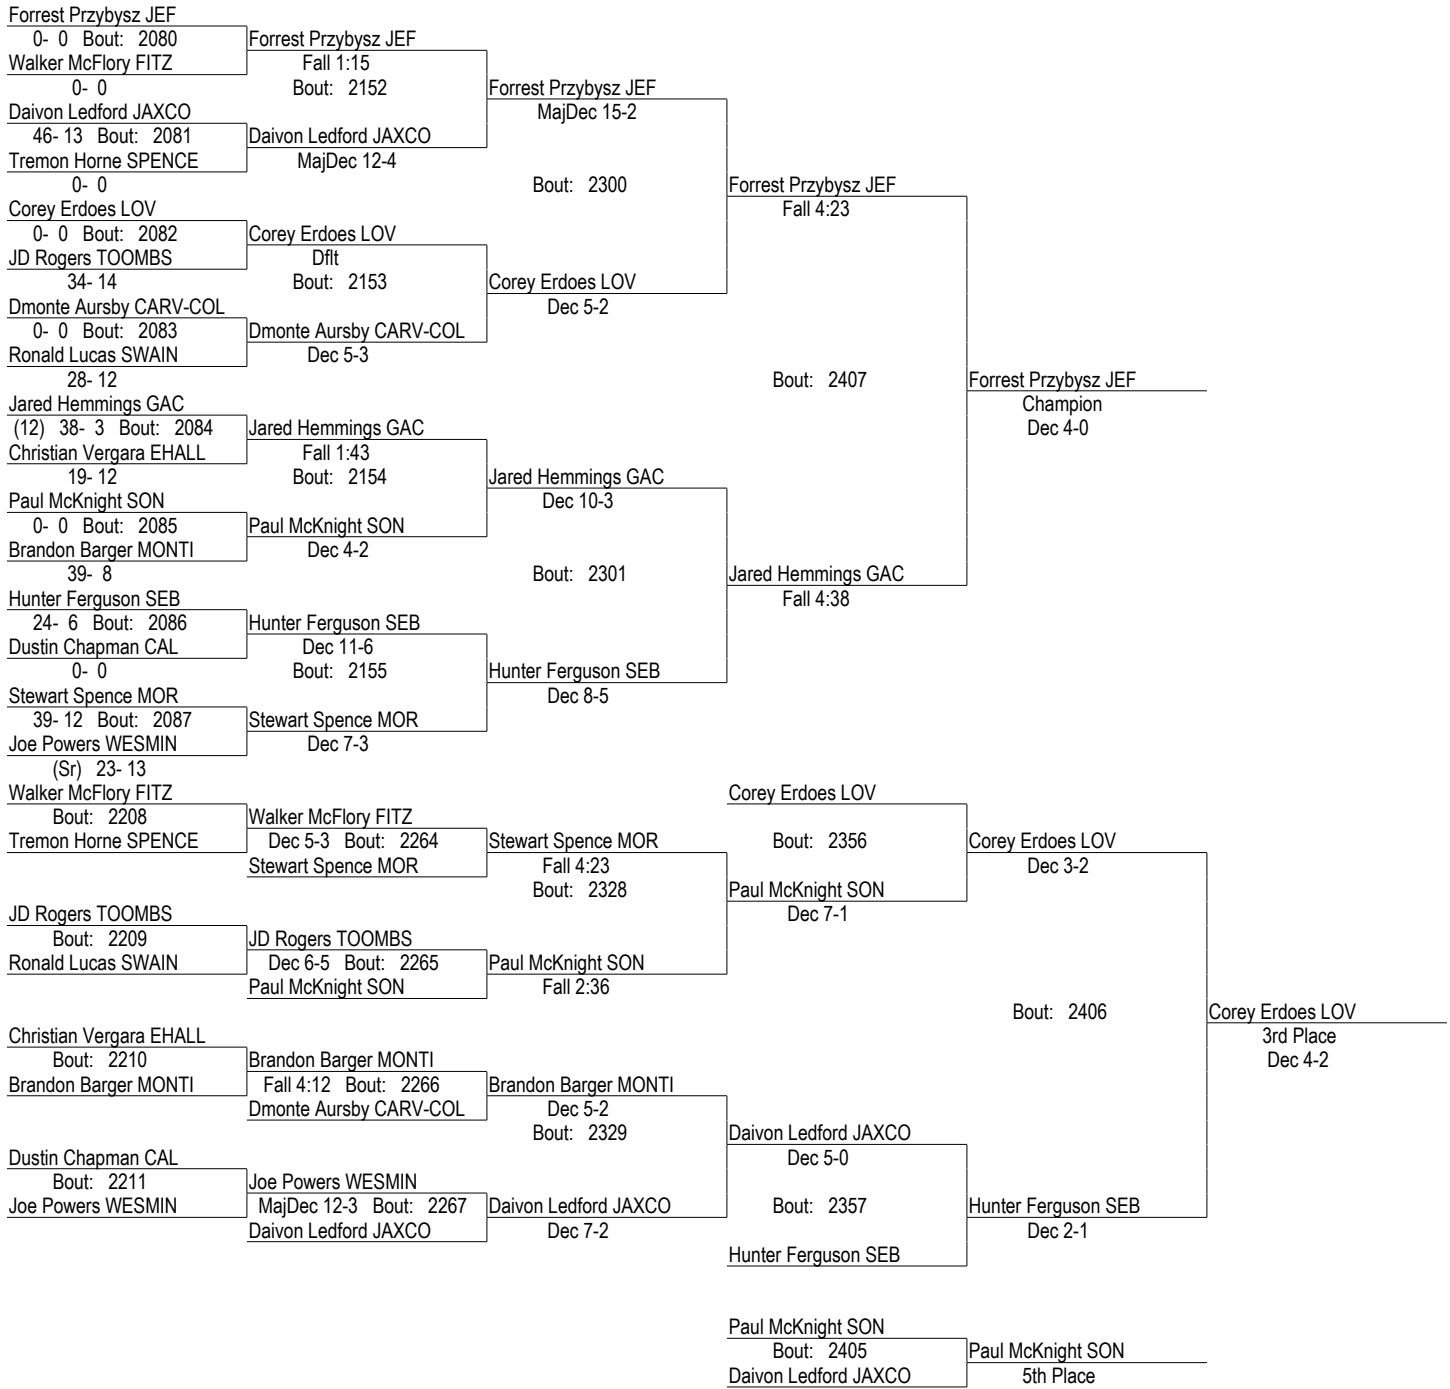 Forrest Przybysz JEF
0- 0 Bout: 2080
Walker McFlory FITZ
0- 0
Daivon Ledford JAXCO
46- 13 Bout: 2081
Tremon Horne SPENCE
0- 0
Corey Erdoes LOV
0- 0 Bout: 2082
JD Rogers TOOMBS
34- 14
Dmonte Aursby CARV-COL
0- 0 Bout: 2083
Ronald Lucas SWAIN
28- 12
Jared Hemmings GAC
(12) 38- 3 Bout: 2084
Christian Vergara EHALL
19- 12
Paul McKnight SON
0- 0 Bout: 2085
Brandon Barger MONTI
39- 8
Hunter Ferguson SEB
24- 6 Bout: 2086
Dustin Chapman CAL
0- 0
Stewart Spence MOR
39- 12 Bout: 2087
Joe Powers WESMIN
(Sr) 23- 13
Forrest Przybysz JEF
Fall 1:15
Bout: 2152
Daivon Ledford JAXCO
MajDec 12-4
Corey Erdoes LOV
Dflt
Bout: 2153
Dmonte Aursby CARV-COL
Dec 5-3
Jared Hemmings GAC
Fall 1:43
Bout: 2154
Paul McKnight SON
Dec 4-2
Hunter Ferguson SEB
Dec 11-6
Bout: 2155
Stewart Spence MOR
Dec 7-3
Forrest Przybysz JEF
MajDec 15-2
Bout: 2300
Corey Erdoes LOV
Dec 5-2
Jared Hemmings GAC
Dec 10-3
Bout: 2301
Hunter Ferguson SEB
Dec 8-5
Forrest Przybysz JEF
Fall 4:23
Bout: 2407
Jared Hemmings GAC
Fall 4:38
Forrest Przybysz JEF
Champion
Dec 4-0
Walker McFlory FITZ
Bout: 2208
Tremon Horne SPENCE
JD Rogers TOOMBS
Bout: 2209
Ronald Lucas SWAIN
Christian Vergara EHALL
Bout: 2210
Brandon Barger MONTI
Dustin Chapman CAL
Bout: 2211
Joe Powers WESMIN
Walker McFlory FITZ
Dec 5-3 Bout: 2264
Stewart Spence MOR
JD Rogers TOOMBS
Dec 6-5 Bout: 2265
Paul McKnight SON
Brandon Barger MONTI
Fall 4:12 Bout: 2266
Dmonte Aursby CARV-COL
Joe Powers WESMIN
MajDec 12-3 Bout: 2267
Daivon Ledford JAXCO
Stewart Spence MOR
Fall 4:23
Bout: 2328
Paul McKnight SON
Fall 2:36
Brandon Barger MONTI
Dec 5-2
Bout: 2329
Daivon Ledford JAXCO
Dec 7-2
Corey Erdoes LOV
Bout: 2356
Paul McKnight SON
Dec 7-1
Daivon Ledford JAXCO
Dec 5-0
Bout: 2357
Hunter Ferguson SEB
Corey Erdoes LOV
Dec 3-2
Bout: 2406
Hunter Ferguson SEB
Dec 2-1
Corey Erdoes LOV
3rd Place
Dec 4-2
Paul McKnight SON
Bout: 2405
Daivon Ledford JAXCO
Paul McKnight SON
5th Place